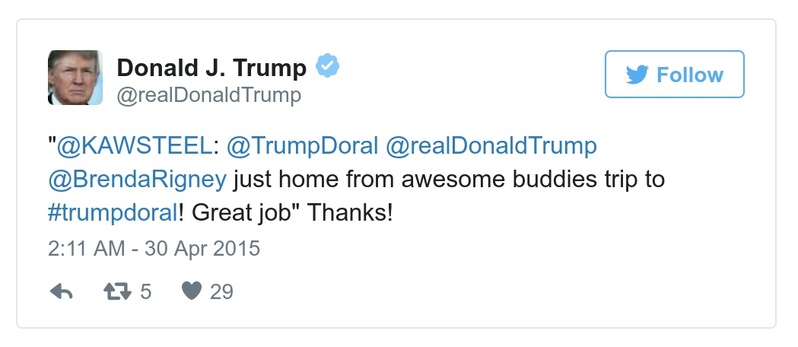 Donald J. Trump
@realDonaldTrump
Follow
"@KAWSTEEL: @TrumpDoral @realDonaldTrump
@BrendaRigney just home from awesome buddies trip to
#trumpdoral! Great job" Thanks!
2:11 AM - 30 Apr 2015
5 29